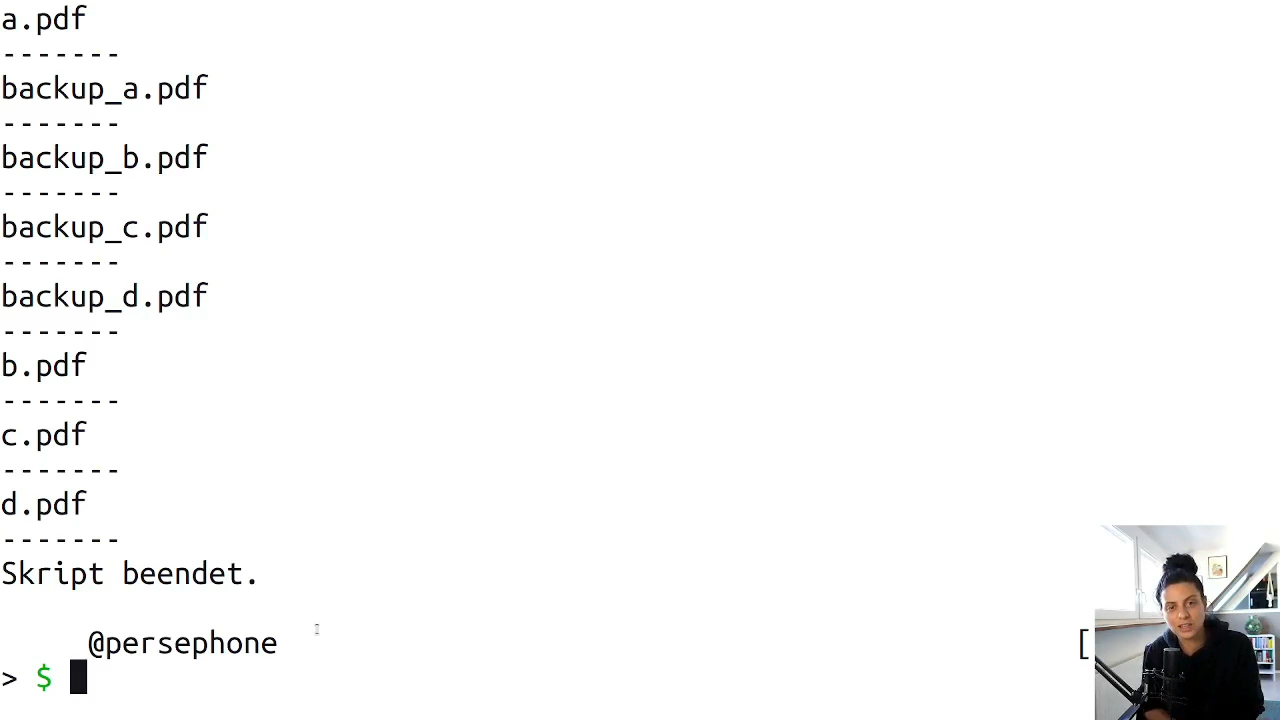 a.pdf
-------
backup_a.pdf
-------
backup_b.pdf
-------
backup_c.pdf
-------
backup_d.pdf
-------
b.pdf
-------
c.pdf
-------
d.pdf
-------
Skript beendet.
@persephone [
> $